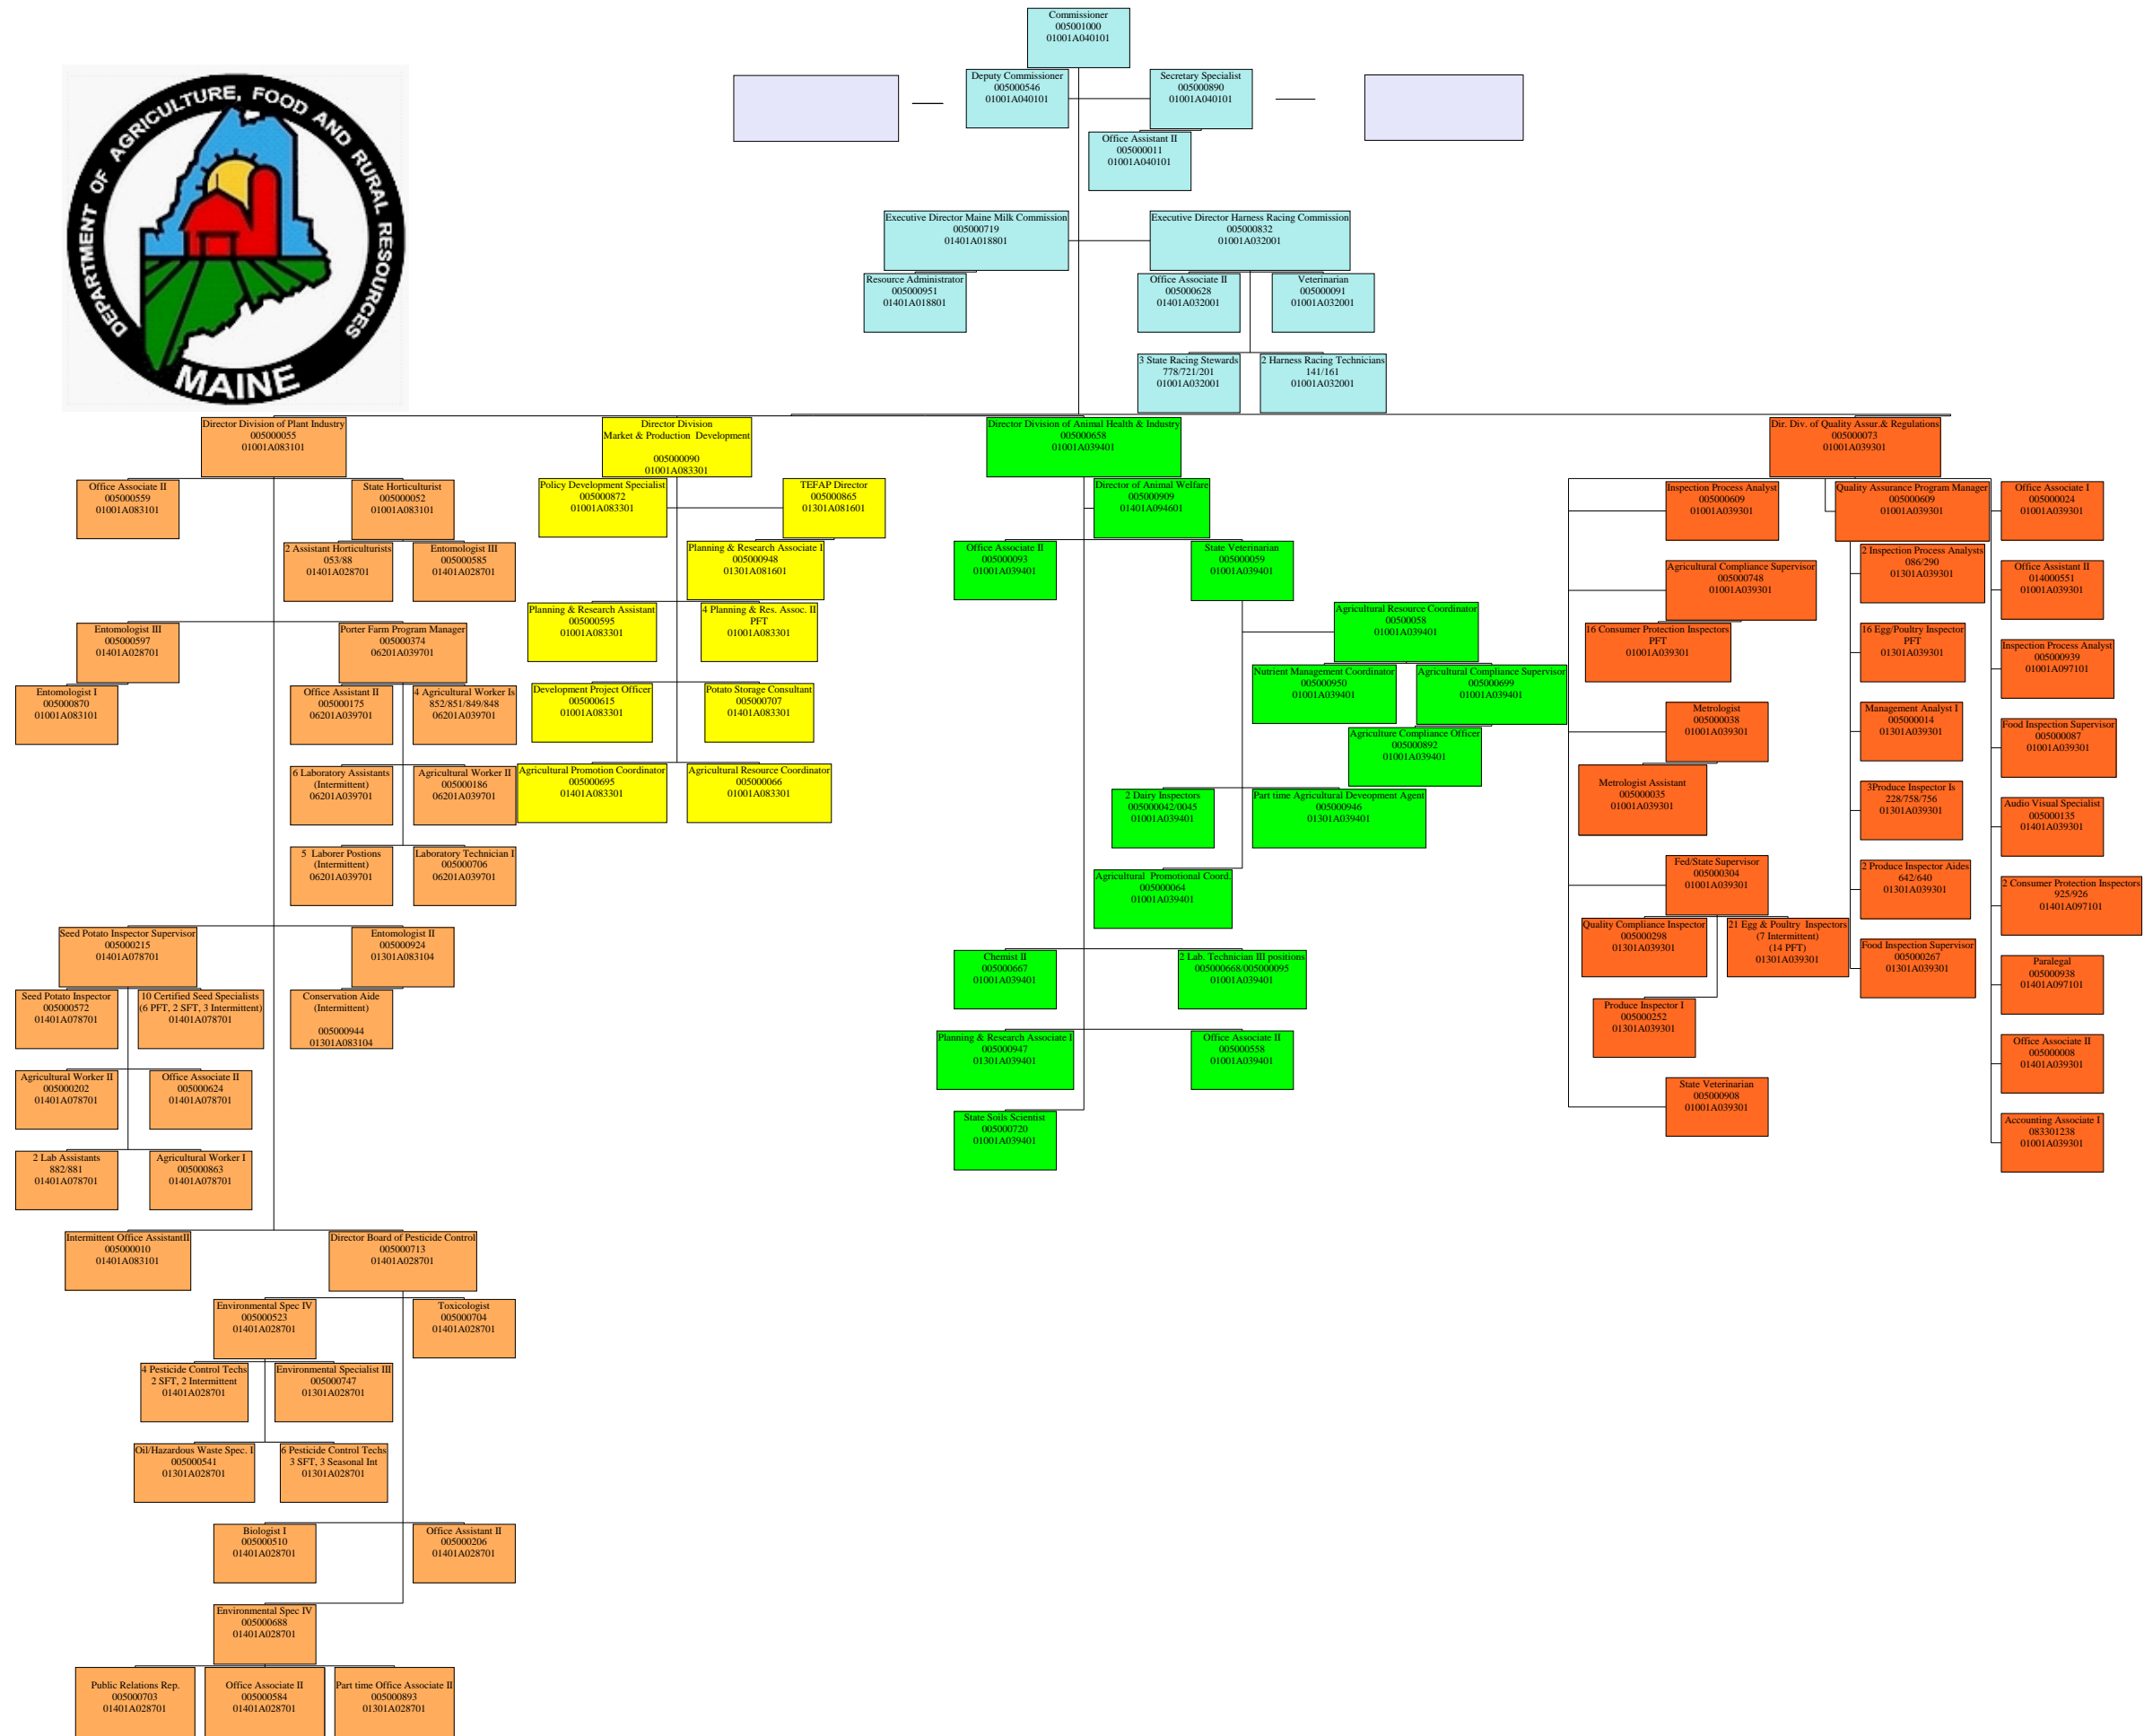 Commissioner
005001000
01001A040101
Deputy Commissioner
005000546
01001A040101
Secretary Specialist
005000890
01001A040101
Office Assistant II
005000011
01001A040101
DEPARTMENT OF AGRICULTURE, FOOD AND RURAL RESOURCES
MAINE
Executive Director Maine Milk Commission
005000719
01401A018801
Executive Director Harness Racing Commission
005000832
01001A032001
Resource Administrator
005000951
01401A018801
Office Associate II
005000628
01401A032001
Veterinarian
005000091
01001A032001
3 State Racing Stewards
778/721/201
01001A032001
2 Harness Racing Technicians
141/161
01001A032001
Director Division of Plant Industry
005000055
01001A083101
Office Associate II
005000559
01001A083101
State Horticulturist
005000052
01001A083101
2 Assistant Horticulturists
053/88
01401A028701
Entomologist III
005000585
01401A028701
Entomologist III
005000597
01401A028701
Porter Farm Program Manager
005000374
06201A039701
Entomologist I
005000870
01001A083101
Office Assistant II
005000175
06201A039701
4 Agricultural Worker Is
852/851/849/848
06201A039701
6 Laboratory Assistants
(Intermittent)
06201A039701
Agricultural Worker II
005000186
06201A039701
5 Laborer Postions
(Intermittent)
06201A039701
Laboratory Technician I
005000706
06201A039701
Seed Potato Inspector Supervisor
005000215
01401A078701
Entomologist II
005000924
01301A083104
Seed Potato Inspector
005000572
01401A078701
10 Certified Seed Specialists
(6 PFT, 2 SFT, 3 Intermittent)
01401A078701
Conservation Aide
(Intermittent)
005000944
01301A083104
Agricultural Worker II
005000202
01401A078701
Office Associate II
005000624
01401A078701
2 Lab Assistants
882/881
01401A078701
Agricultural Worker I
005000863
01401A078701
Intermittent Office AssistantII
005000010
01401A083101
Director Board of Pesticide Control
005000713
01401A028701
Environmental Spec IV
005000523
01401A028701
Toxicologist
005000704
01401A028701
4 Pesticide Control Techs
2 SFT, 2 Intermittent
01401A028701
Environmental Specialist III
005000747
01301A028701
Oil/Hazardous Waste Spec. I
005000541
01301A028701
6 Pesticide Control Techs
3 SFT, 3 Seasonal Int
01301A028701
Biologist I
005000510
01401A028701
Office Assistant II
005000206
01401A028701
Environmental Spec IV
005000688
01401A028701
Public Relations Rep.
005000703
01401A028701
Office Associate II
005000584
01401A028701
Part time Office Associate II
005000893
01301A028701
Director Division
Market & Production Development
005000090
01001A083301
Policy Development Specialist
005000872
01001A083301
TEFAP Director
005000865
01301A081601
Planning & Research Associate I
005000948
01301A081601
Planning & Research Assistant
005000595
01001A083301
4 Planning & Res. Assoc. II
PFT
01001A083301
Development Project Officer
005000615
01001A083301
Potato Storage Consultant
005000707
01401A083301
Agricultural Promotion Coordinator
005000695
01401A083301
Agricultural Resource Coordinator
005000066
01001A083301
Director Division of Animal Health & Industry
005000658
01001A039401
Director of Animal Welfare
005000909
01401A094601
Office Associate II
005000093
01001A039401
State Veterinarian
005000059
01001A039401
Agricultural Resource Coordinator
00500058
01001A039401
Nutrient Management Coordinator
005000950
01001A039401
Agricultural Compliance Supervisor
005000699
01001A039401
Agriculture Compliance Officer
005000892
01001A039401
2 Dairy Inspectors
005000042/0045
01001A039401
Part time Agricultural Deveopment Agent
005000946
01301A039401
Agricultural Promotional Coord.
005000064
01001A039401
Chemist II
005000667
01001A039401
2 Lab. Technician III positions
005000668/005000095
01001A039401
Planning & Research Associate I
005000947
01301A039401
Office Associate II
005000558
01001A039401
State Soils Scientist
005000720
01001A039401
Dir. Div. of Quality Assur.& Regulations
005000073
01001A039301
Inspection Process Analyst
005000609
01001A039301
Agricultural Compliance Supervisor
005000748
01001A039301
16 Consumer Protection Inspectors
PFT
01001A039301
Metrologist
005000038
01001A039301
Metrologist Assistant
005000035
01001A039301
Fed/State Supervisor
005000304
01001A039301
Quality Compliance Inspector
005000298
01301A039301
21 Egg & Poultry Inspectors
(7 Intermittent)
(14 PFT)
01301A039301
Produce Inspector I
005000252
01301A039301
State Veterinarian
005000908
01001A039301
Quality Assurance Program Manager
005000609
01001A039301
2 Inspection Process Analysts
086/290
01301A039301
16 Egg/Poultry Inspector
PFT
01301A039301
Management Analyst I
005000014
01301A039301
3Produce Inspector Is
228/758/756
01301A039301
2 Produce Inspector Aides
642/640
01301A039301
Food Inspection Supervisor
005000267
01301A039301
Office Associate I
005000024
01001A039301
Office Assistant II
014000551
01001A039301
Inspection Process Analyst
005000939
01001A097101
Food Inspection Supervisor
005000087
01001A039301
Audio Visual Specialist
005000135
01401A039301
2 Consumer Protection Inspectors
925/926
01401A097101
Paralegal
005000938
01401A097101
Office Associate II
005000008
01401A039301
Accounting Associate I
083301238
01001A039301